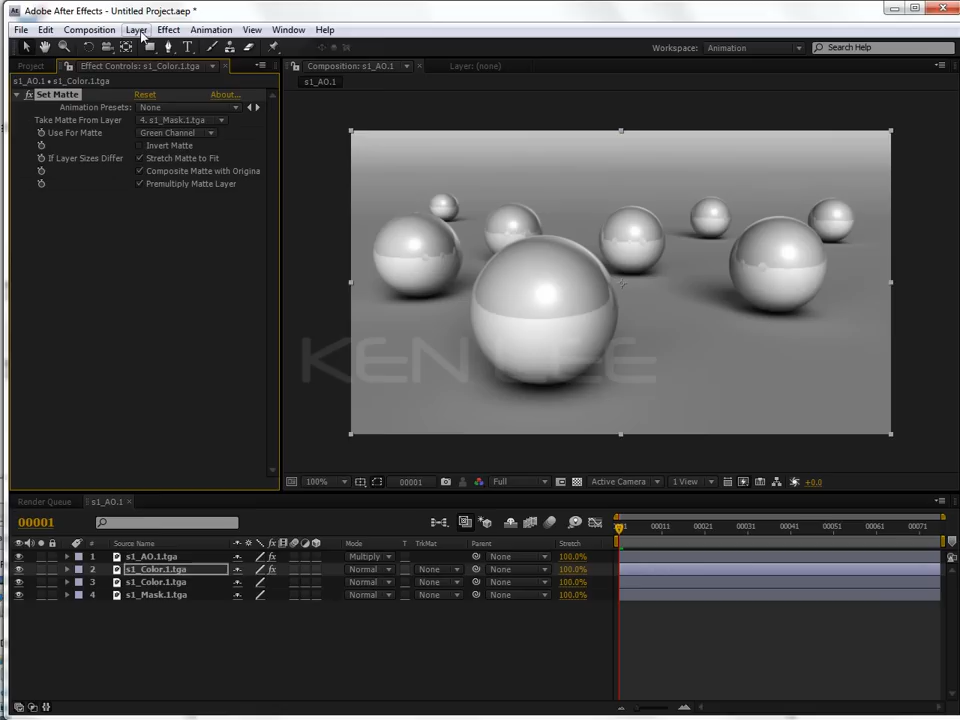 Adobe After Effects - Untitled Project.aep *
File Edit Composition Layer Effect Animation View Window Help
Workspace: Animation Search Help
Project Effect Controls: s1_Color.1.tga Composition: s1_AO.1 Layer: (none)
s1_AO.1 • s1_Color.1.tga s1_AO.1
fx Set Matte Reset About...
Animation Presets: None
Take Matte From Layer 4. s1_Mask.1.tga
Use For Matte Green Channel
Invert Matte
If Layer Sizes Differ Stretch Matte to Fit
Composite Matte with Origina
Premultiply Matte Layer
KEN LEE
100% 00001 Full Active Camera 1 View +0.0
Render Queue s1_AO.1
00001
00011 00021 00031 00041 00051 00061 00071
# Source Name fx Mode T TrkMat Parent Stretch
1 s1_AO.1.tga fx Multiply None 100.0%
2 s1_Color.1.tga fx Normal None None 100.0%
3 s1_Color.1.tga Normal None None 100.0%
4 s1_Mask.1.tga Normal None None 100.0%